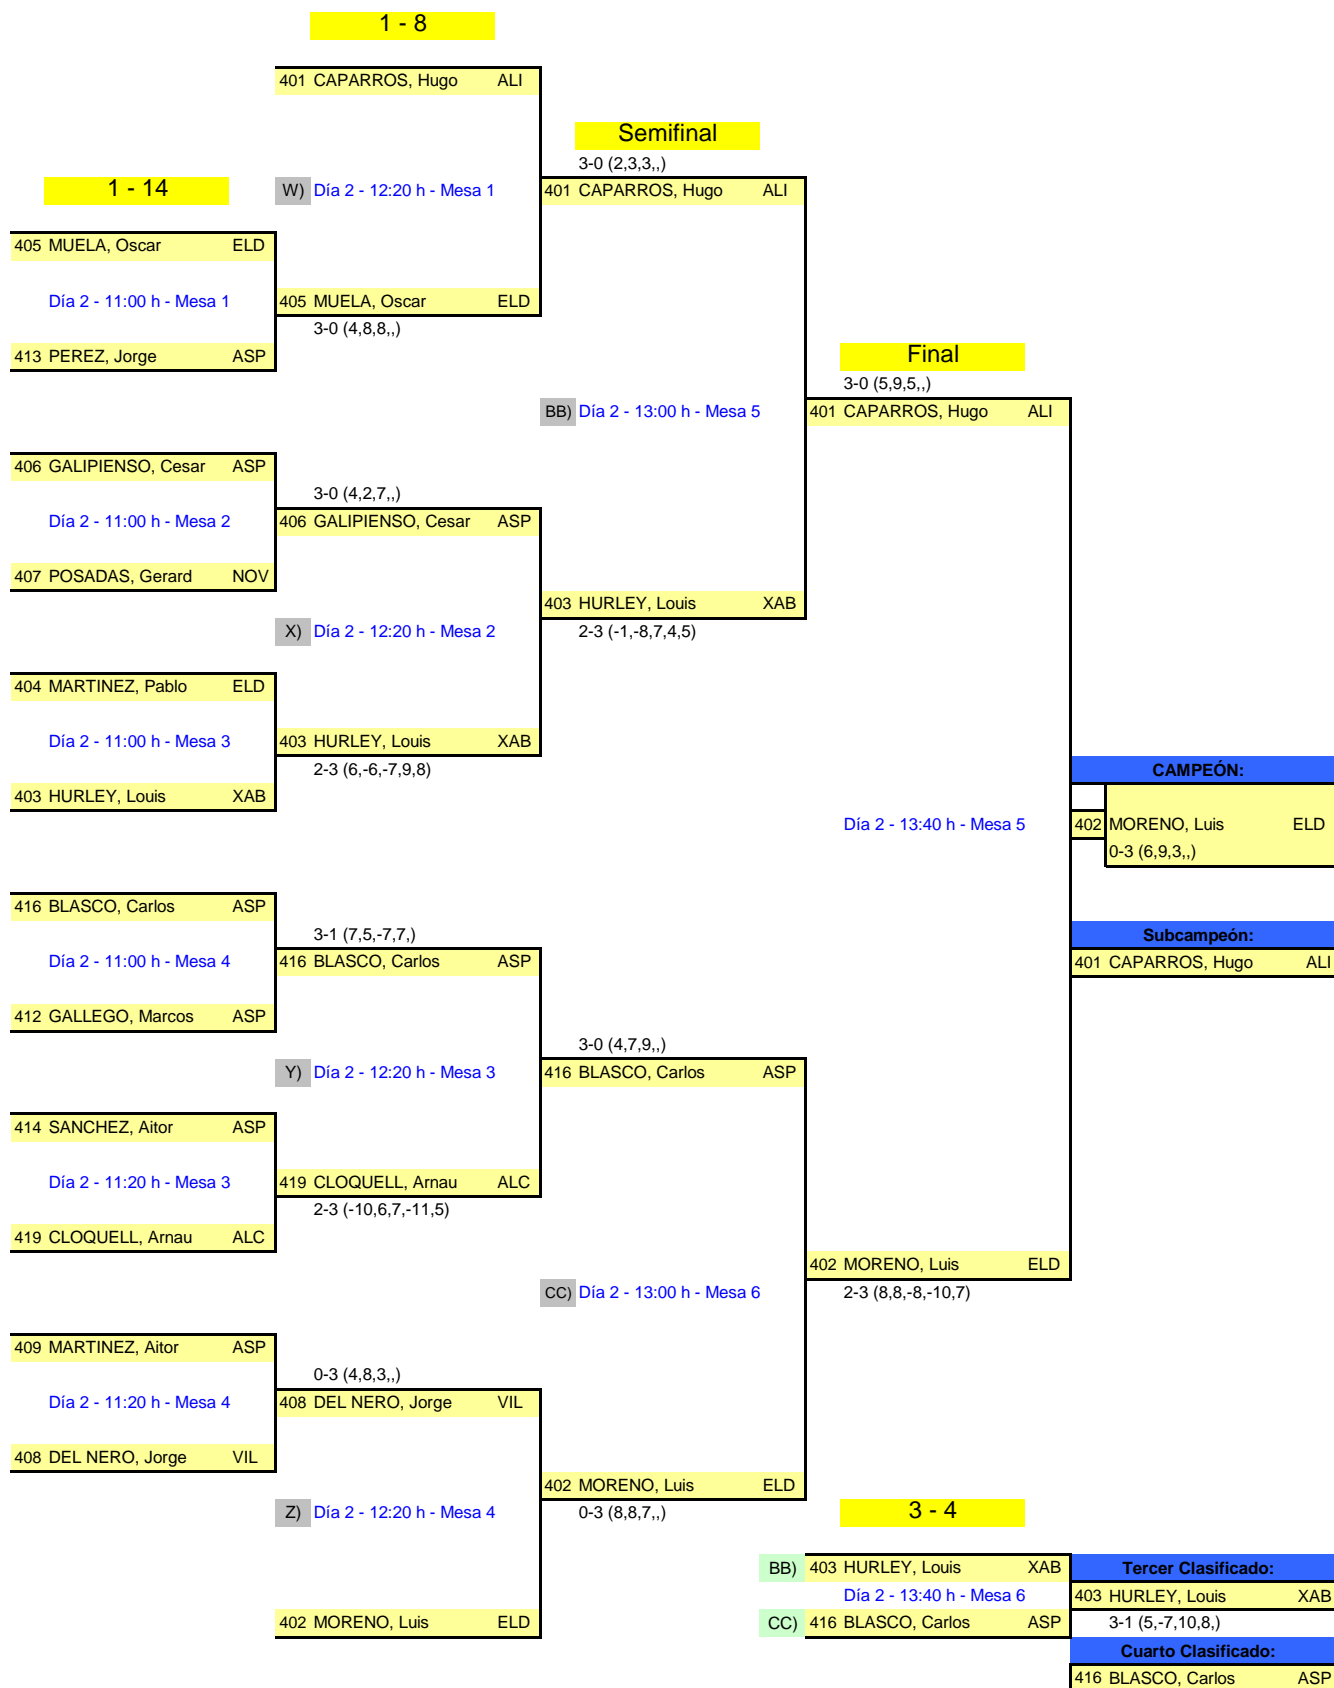 1 - 8
401 CAPARROS, Hugo ALI
Semifinal
3-0 (2,3,3,,)
1 - 14
W) Día 2 - 12:20 h - Mesa 1
401 CAPARROS, Hugo ALI
405 MUELA, Oscar ELD
Día 2 - 11:00 h - Mesa 1
405 MUELA, Oscar ELD
3-0 (4,8,8,,)
413 PEREZ, Jorge ASP
Final
3-0 (5,9,5,,)
BB) Día 2 - 13:00 h - Mesa 5
401 CAPARROS, Hugo ALI
406 GALIPIENSO, Cesar ASP
3-0 (4,2,7,,)
Día 2 - 11:00 h - Mesa 2
406 GALIPIENSO, Cesar ASP
407 POSADAS, Gerard NOV
403 HURLEY, Louis XAB
X) Día 2 - 12:20 h - Mesa 2
2-3 (-1,-8,7,4,5)
404 MARTINEZ, Pablo ELD
Día 2 - 11:00 h - Mesa 3
403 HURLEY, Louis XAB
2-3 (6,-6,-7,9,8)
CAMPEÓN:
403 HURLEY, Louis XAB
Día 2 - 13:40 h - Mesa 5
402 MORENO, Luis ELD
0-3 (6,9,3,,)
416 BLASCO, Carlos ASP
3-1 (7,5,-7,7,)
Subcampeón:
Día 2 - 11:00 h - Mesa 4
416 BLASCO, Carlos ASP
401 CAPARROS, Hugo ALI
412 GALLEGO, Marcos ASP
3-0 (4,7,9,,)
Y) Día 2 - 12:20 h - Mesa 3
416 BLASCO, Carlos ASP
414 SANCHEZ, Aitor ASP
Día 2 - 11:20 h - Mesa 3
419 CLOQUELL, Arnau ALC
2-3 (-10,6,7,-11,5)
419 CLOQUELL, Arnau ALC
402 MORENO, Luis ELD
CC) Día 2 - 13:00 h - Mesa 6
2-3 (8,8,-8,-10,7)
409 MARTINEZ, Aitor ASP
0-3 (4,8,3,,)
Día 2 - 11:20 h - Mesa 4
408 DEL NERO, Jorge VIL
408 DEL NERO, Jorge VIL
402 MORENO, Luis ELD
Z) Día 2 - 12:20 h - Mesa 4
0-3 (8,8,7,,)
3 - 4
BB) 403 HURLEY, Louis XAB
Tercer Clasificado:
Día 2 - 13:40 h - Mesa 6
403 HURLEY, Louis XAB
402 MORENO, Luis ELD
CC) 416 BLASCO, Carlos ASP
3-1 (5,-7,10,8,)
Cuarto Clasificado:
416 BLASCO, Carlos ASP